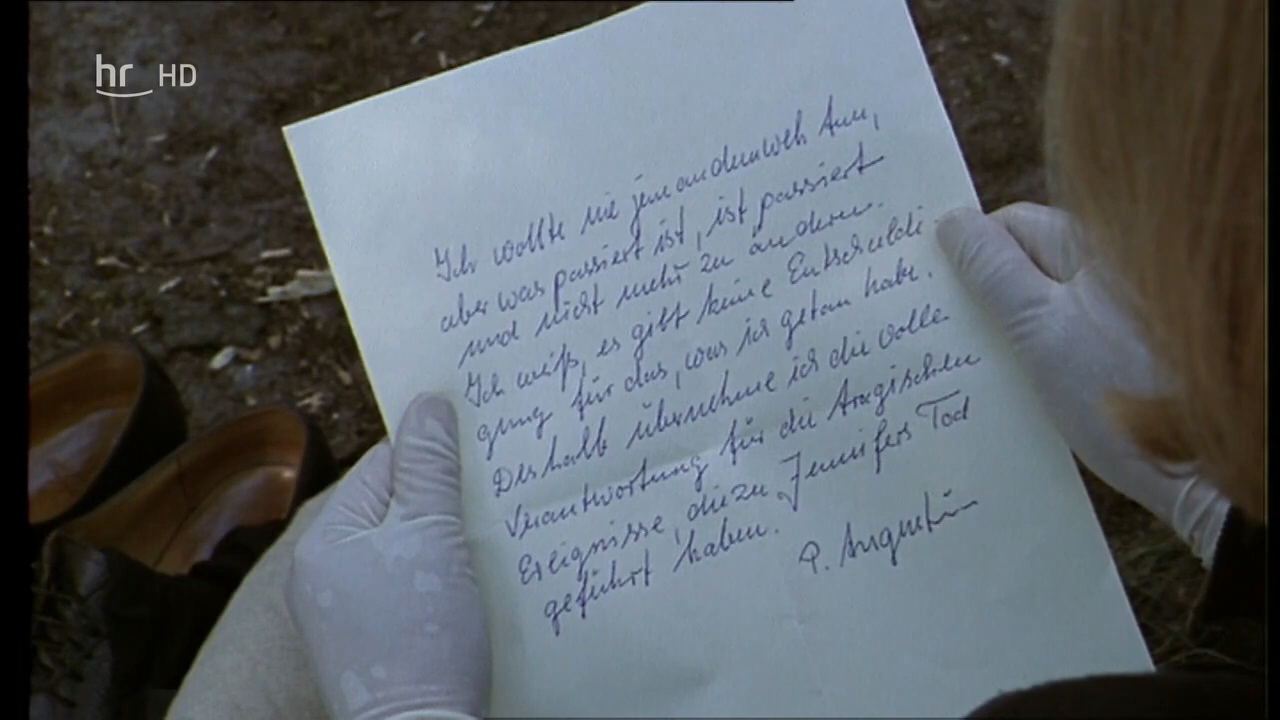 hr HD
Ich wollte nie jemandem weh tun,
aber was passiert ist, ist passiert
und nicht mehr zu ändern.
Ich weiß, es gibt keine Entschuldi-
gung für das, was ich getan habe.
Deshalb übernehme ich die volle
Verantwortung für die tragischen
Ereignisse, die zu Jennifers Tod
geführt haben.
P. Augustin